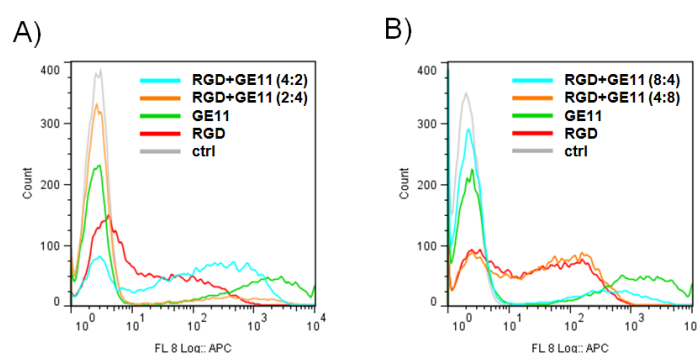 A)
400
300
200
100
0
Count
RGD+GE11 (4:2)
RGD+GE11 (2:4)
GE11
RGD
ctrl
10^0
10^1
10^2
10^3
10^4
FL 8 Log:: APC
B)
400
300
200
100
0
Count
RGD+GE11 (8:4)
RGD+GE11 (4:8)
GE11
RGD
ctrl
10^0
10^1
10^2
10^3
10^4
FL 8 Log:: APC